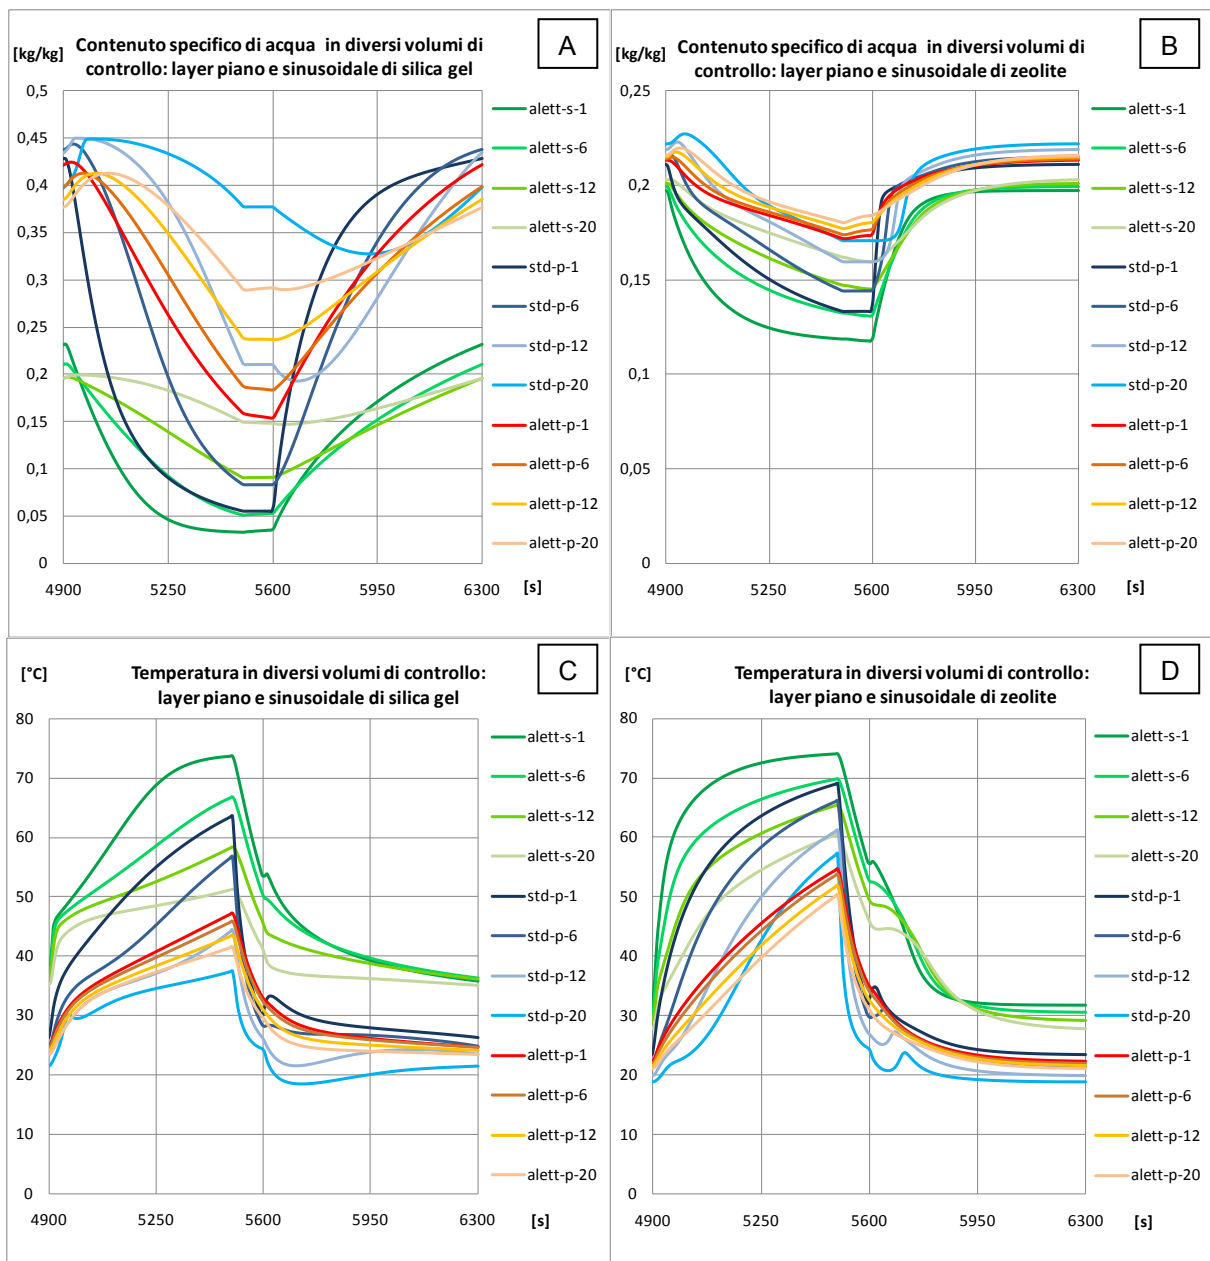 [kg/kg]
Contenuto specifico di acqua in diversi volumi di
controllo: layer piano e sinusoidale di silica gel
A
0,5
0,45
0,4
0,35
0,3
0,25
0,2
0,15
0,1
0,05
0
4900
5250
5600
5950
6300
[s]
alett-s-1
alett-s-6
alett-s-12
alett-s-20
std-p-1
std-p-6
std-p-12
std-p-20
alett-p-1
alett-p-6
alett-p-12
alett-p-20
[kg/kg]
Contenuto specifico di acqua in diversi volumi di
controllo: layer piano e sinusoidale di zeolite
B
0,25
0,2
0,15
0,1
0,05
0
4900
5250
5600
5950
6300
[s]
alett-s-1
alett-s-6
alett-s-12
alett-s-20
std-p-1
std-p-6
std-p-12
std-p-20
alett-p-1
alett-p-6
alett-p-12
alett-p-20
[°C]
Temperatura in diversi volumi di controllo:
layer piano e sinusoidale di silica gel
C
80
70
60
50
40
30
20
10
0
4900
5250
5600
5950
6300
[s]
alett-s-1
alett-s-6
alett-s-12
alett-s-20
std-p-1
std-p-6
std-p-12
std-p-20
alett-p-1
alett-p-6
alett-p-12
alett-p-20
[°C]
Temperatura in diversi volumi di controllo:
layer piano e sinusoidale di zeolite
D
80
70
60
50
40
30
20
10
0
4900
5250
5600
5950
6300
[s]
alett-s-1
alett-s-6
alett-s-12
alett-s-20
std-p-1
std-p-6
std-p-12
std-p-20
alett-p-1
alett-p-6
alett-p-12
alett-p-20